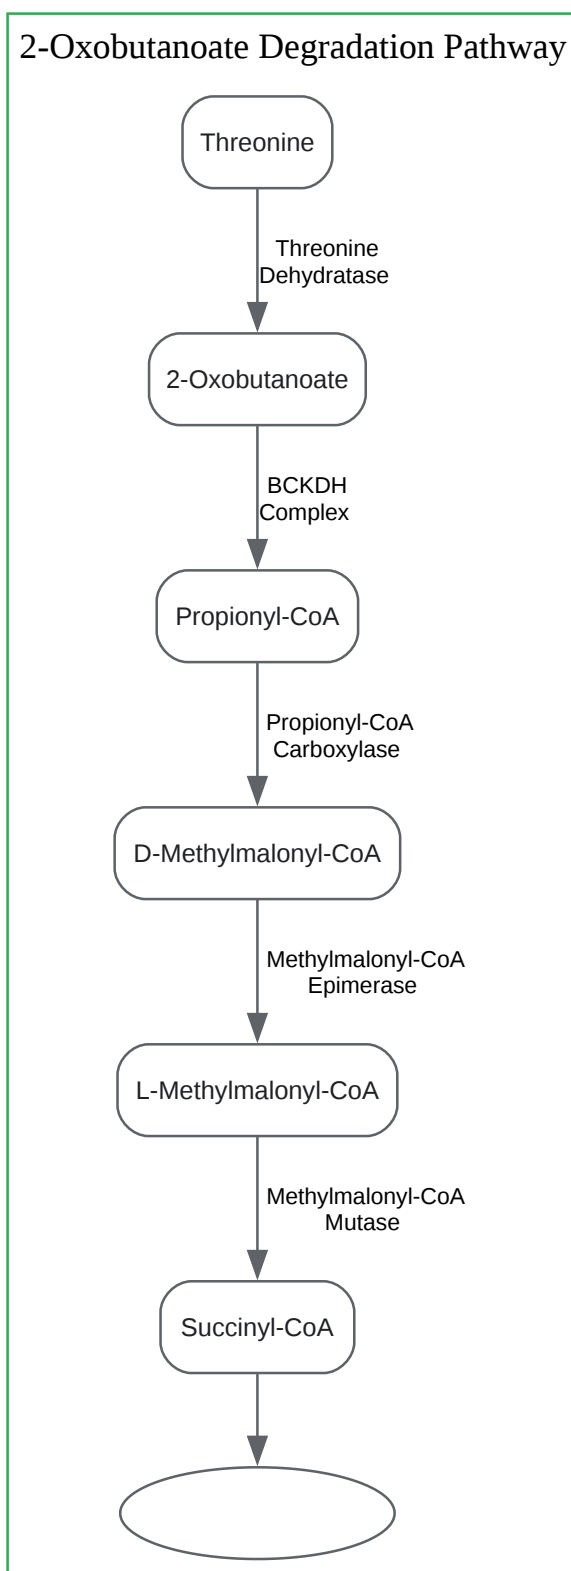 2-Oxobutanoate Degradation Pathway
Threonine
Threonine
Dehydratase
2-Oxobutanoate
BCKDH
Complex
Propionyl-CoA
Propionyl-CoA
Carboxylase
D-Methylmalonyl-CoA
Methylmalonyl-CoA
Epimerase
L-Methylmalonyl-CoA
Methylmalonyl-CoA
Mutase
Succinyl-CoA